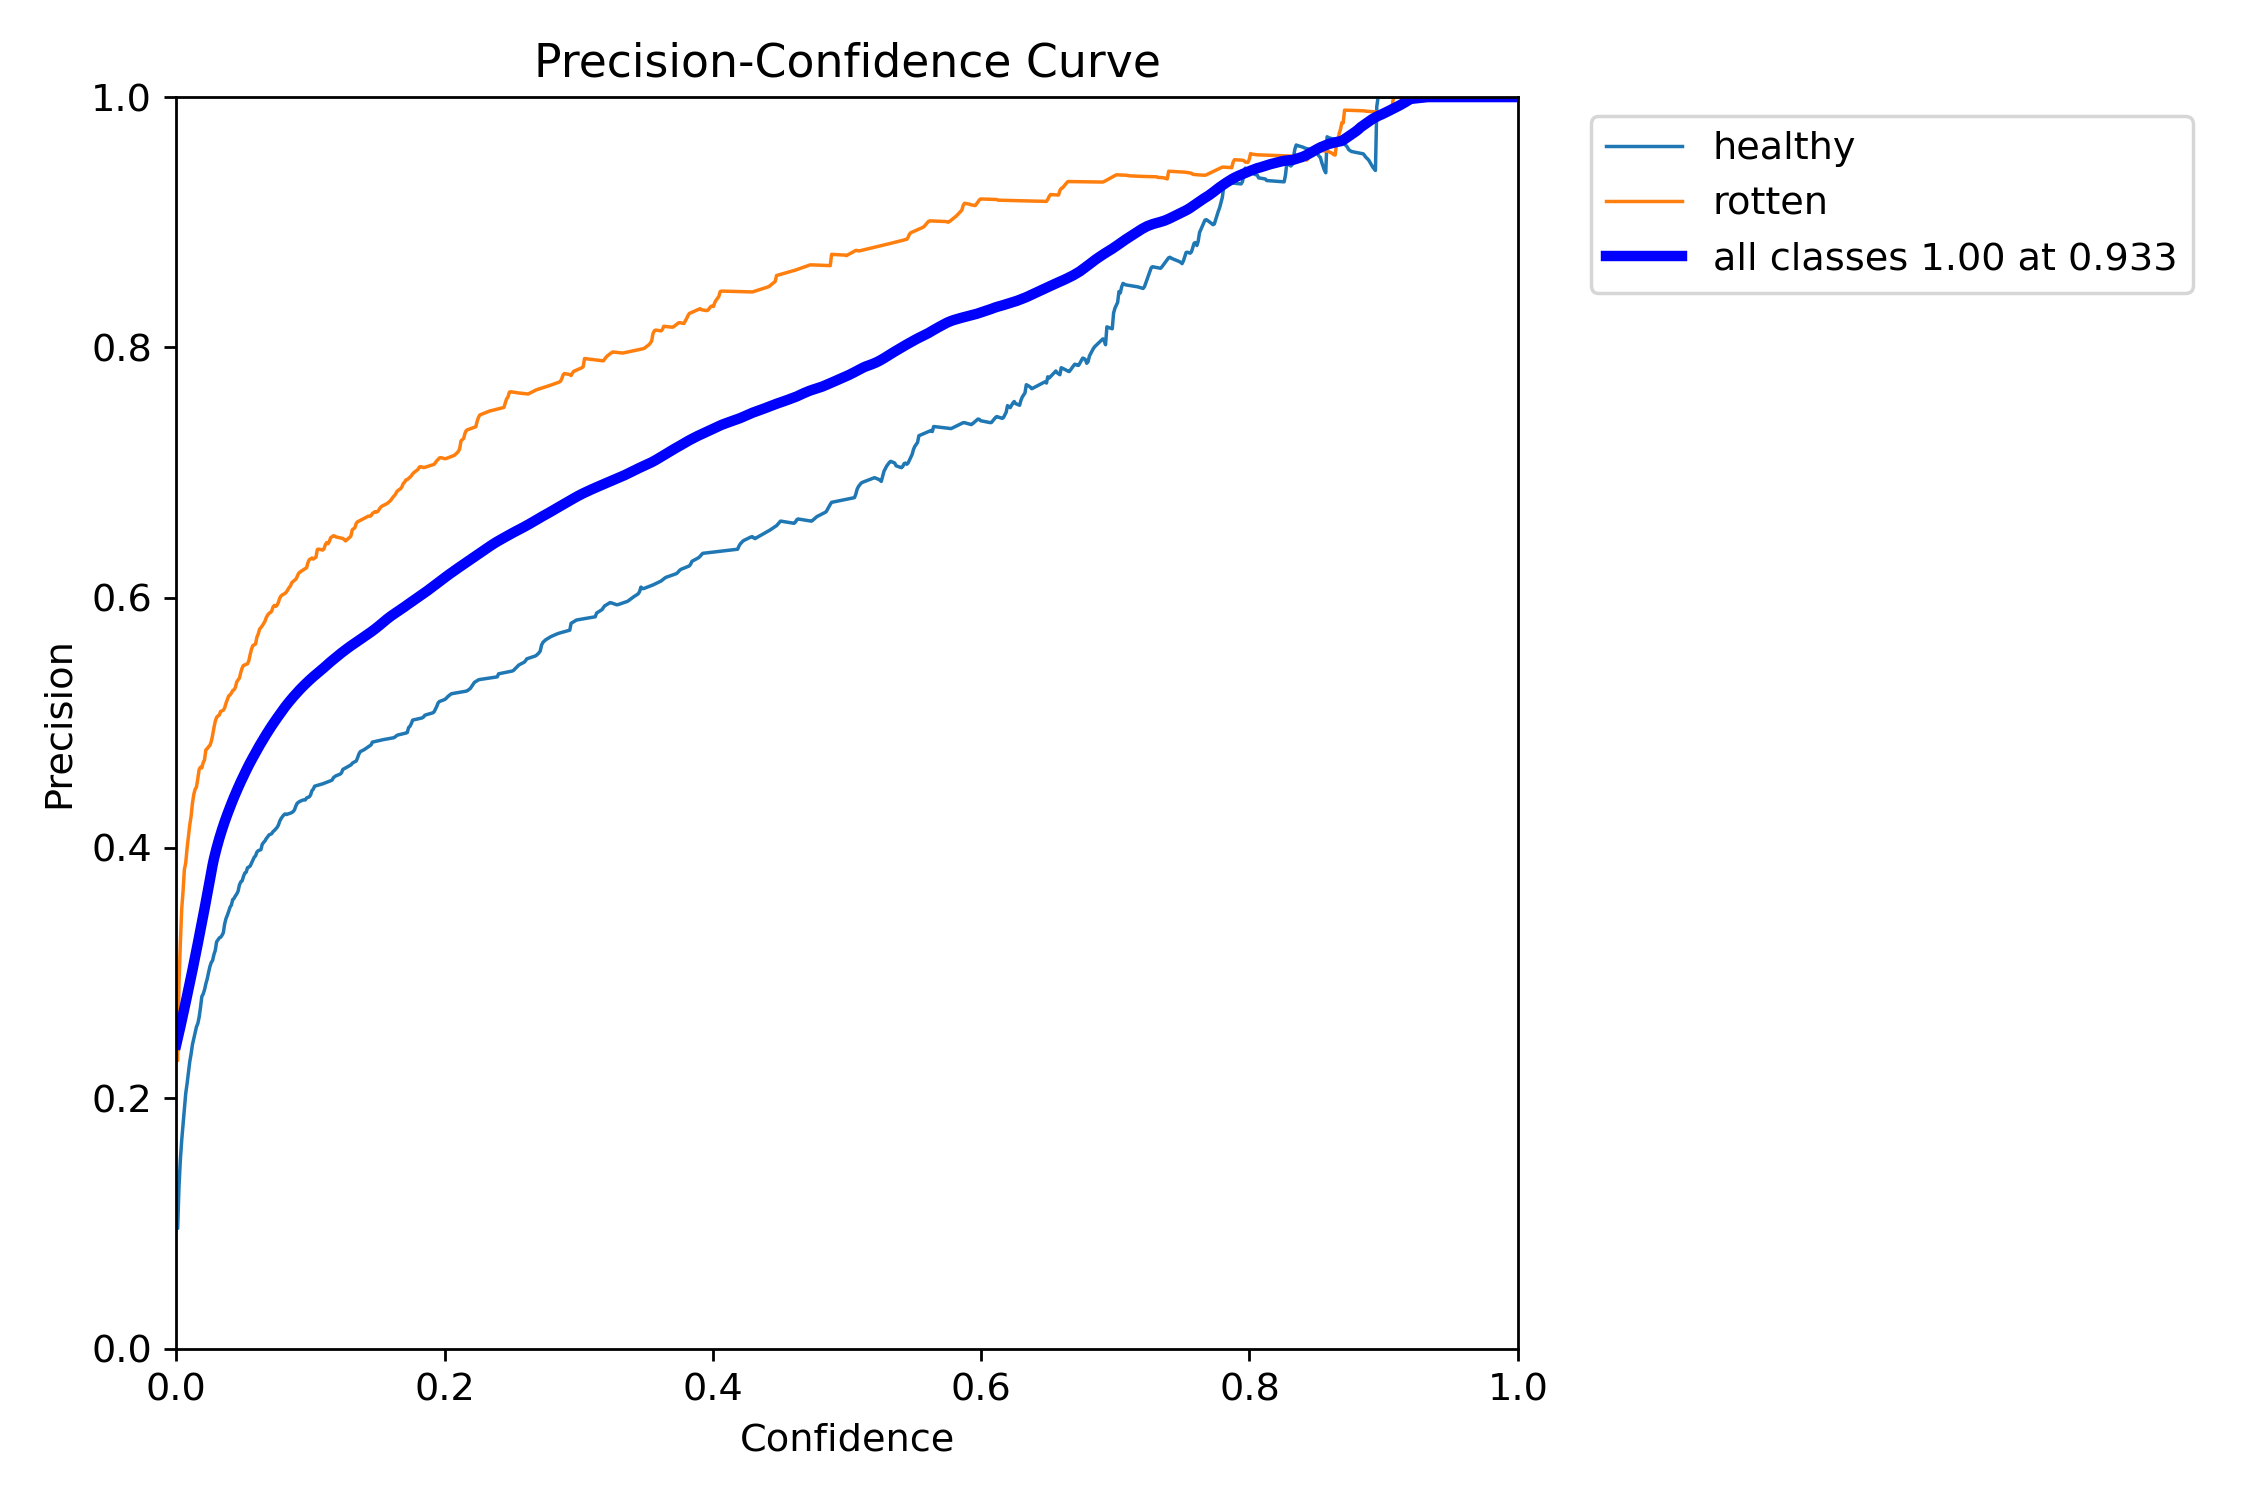 Precision-Confidence Curve
1.0
0.8
0.6
0.4
0.2
0.0
Precision
0.0 0.2 0.4 0.6 0.8 1.0
Confidence
healthy
rotten
all classes 1.00 at 0.933